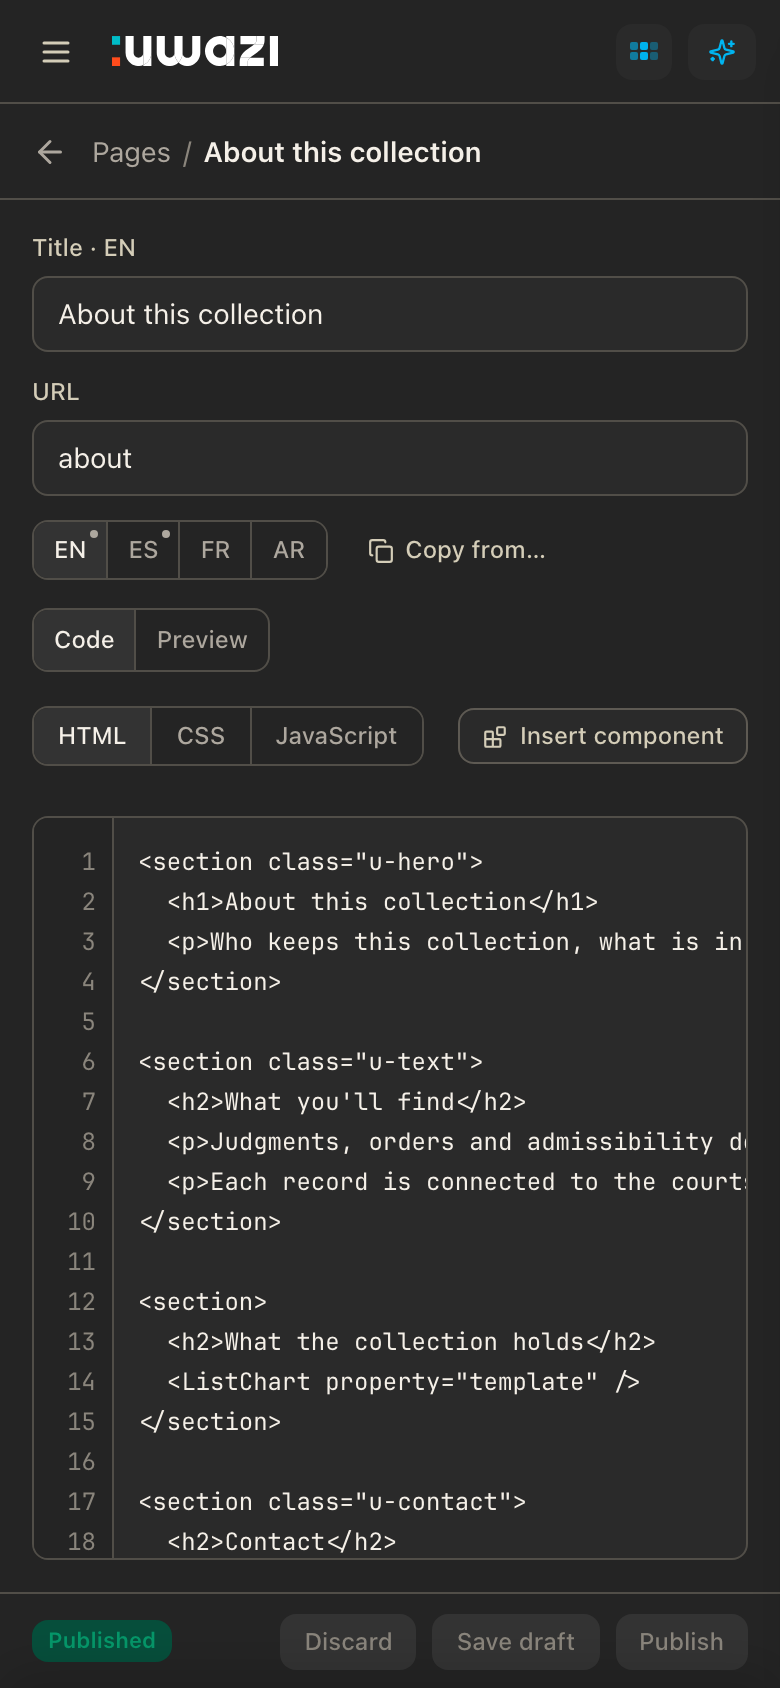 :uwazi
Pages / About this collection
Title · EN
About this collection
URL
about
EN ES FR AR Copy from...
Code Preview
HTML CSS JavaScript Insert component
1 <section class="u-hero">
2 <h1>About this collection</h1>
3 <p>Who keeps this collection, what is in
4 </section>
5
6 <section class="u-text">
7 <h2>What you'll find</h2>
8 <p>Judgments, orders and admissibility
9 <p>Each record is connected to the courts
10 </section>
11
12 <section>
13 <h2>What the collection holds</h2>
14 <ListChart property="template" />
15 </section>
16
17 <section class="u-contact">
18 <h2>Contact</h2>
Published Discard Save draft Publish